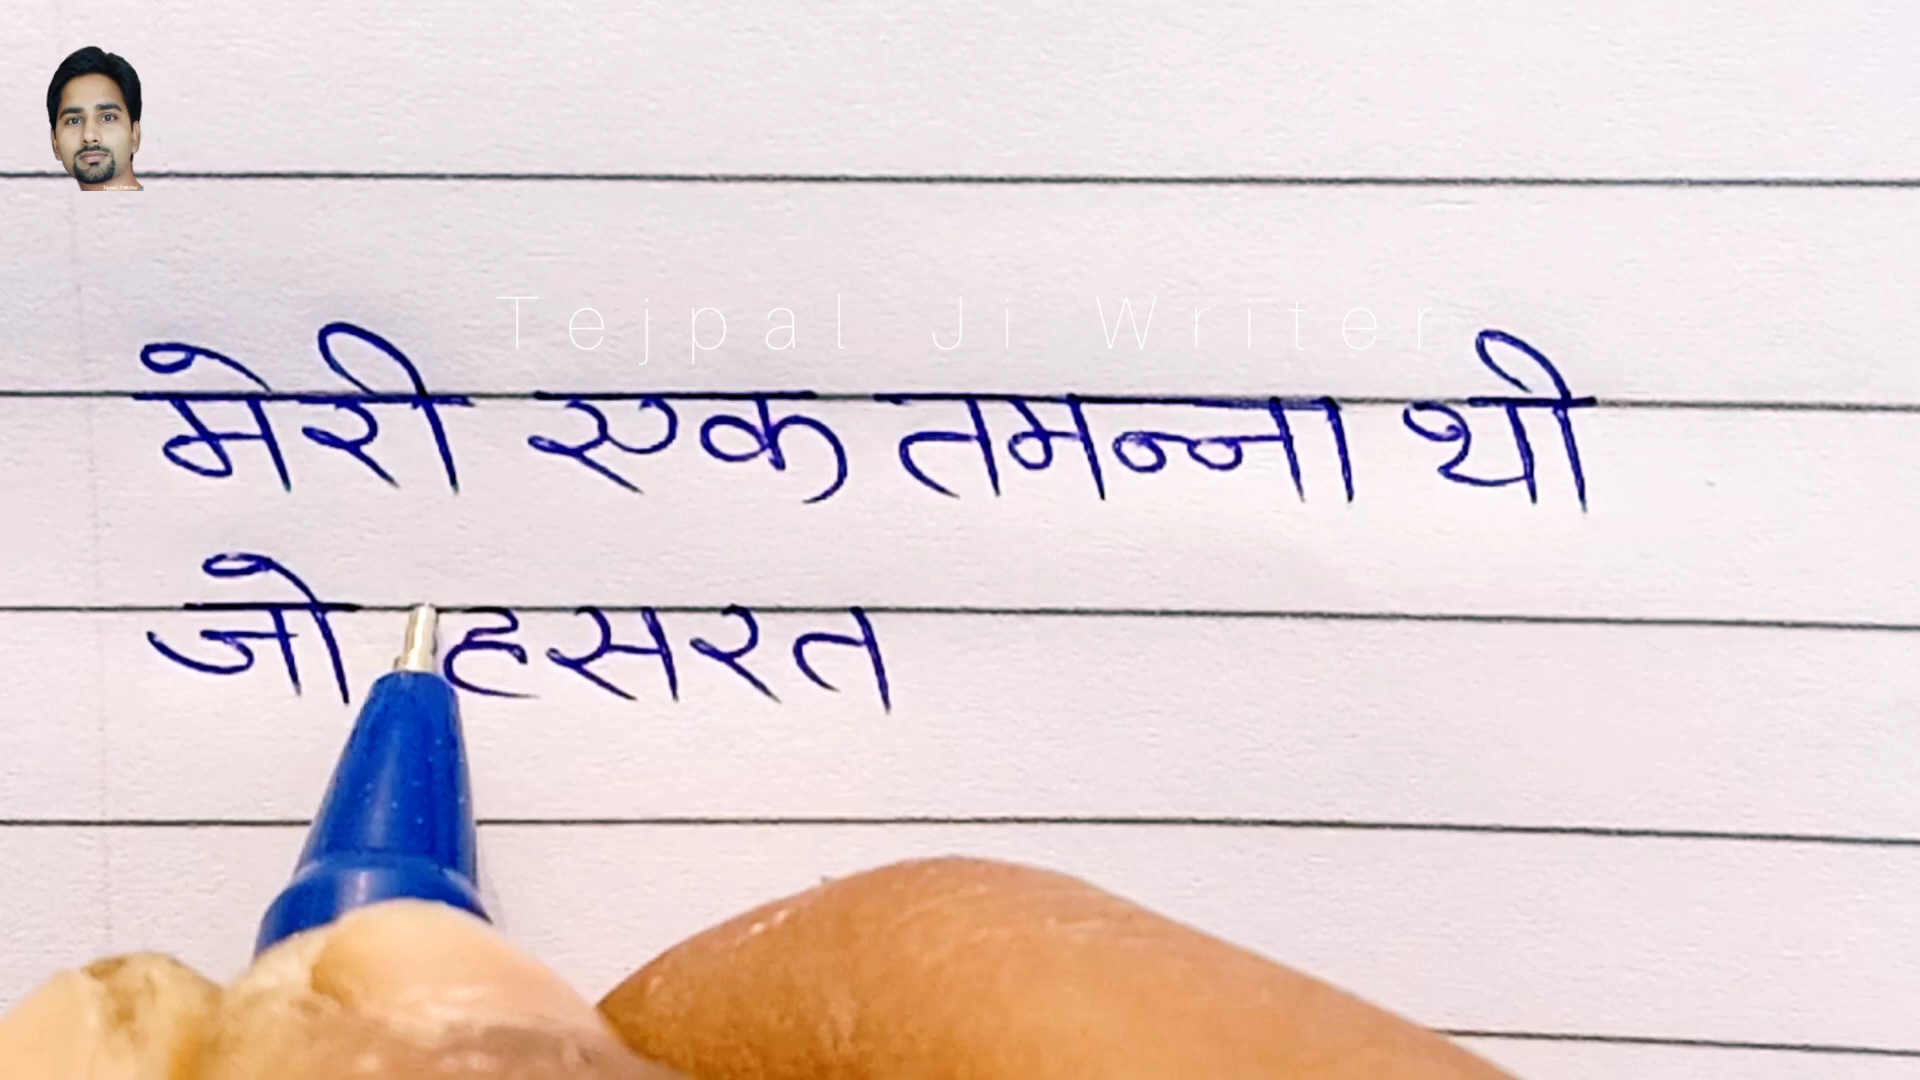 Tejpal Ji Writer
मेरी एक तमन्ना थी
जो हसरत